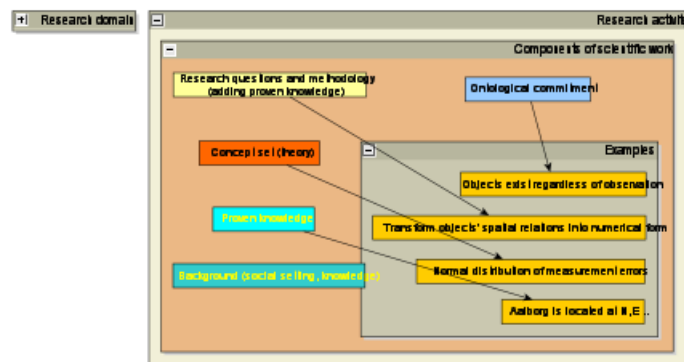 Research domain
Research activiti
Components of scientific work
Research questions and methodology
(adding proven knowledge)
Ontological commitment
Concept set (theory)
Examples
Objects exist regardless of observation
Proven knowledge
Transform objects' spatial relations into numerical form
Background (social setting, knowledge)
Normal distribution of measurement errors
Aalborg is located at N,E...